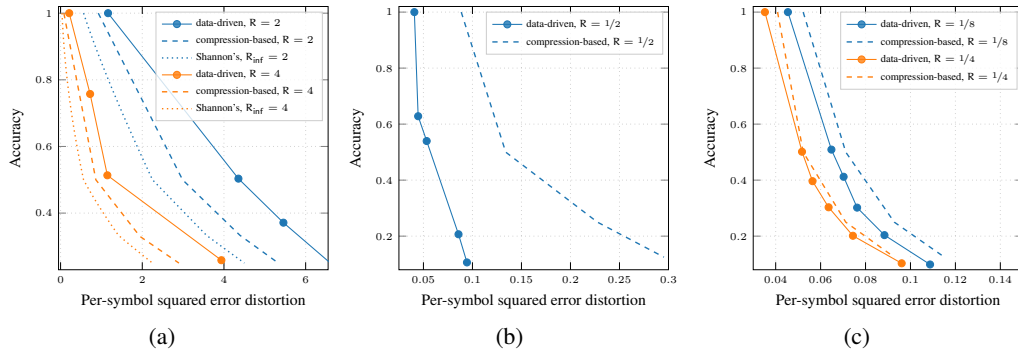 1
0.8
0.6
0.4
Accuracy
0
2
4
6
Per-symbol squared error distortion
data-driven, R = 2
compression-based, R = 2
Shannon's, R_inf = 2
data-driven, R = 4
compression-based, R = 4
Shannon's, R_inf = 4
(a)
1
0.8
0.6
0.4
0.2
Accuracy
0.05
0.1
0.15
0.2
0.25
0.3
Per-symbol squared error distortion
data-driven, R = 1/2
compression-based, R = 1/2
(b)
1
0.8
0.6
0.4
0.2
Accuracy
0.04
0.06
0.08
0.1
0.12
0.14
Per-symbol squared error distortion
data-driven, R = 1/8
compression-based, R = 1/8
data-driven, R = 1/4
compression-based, R = 1/4
(c)